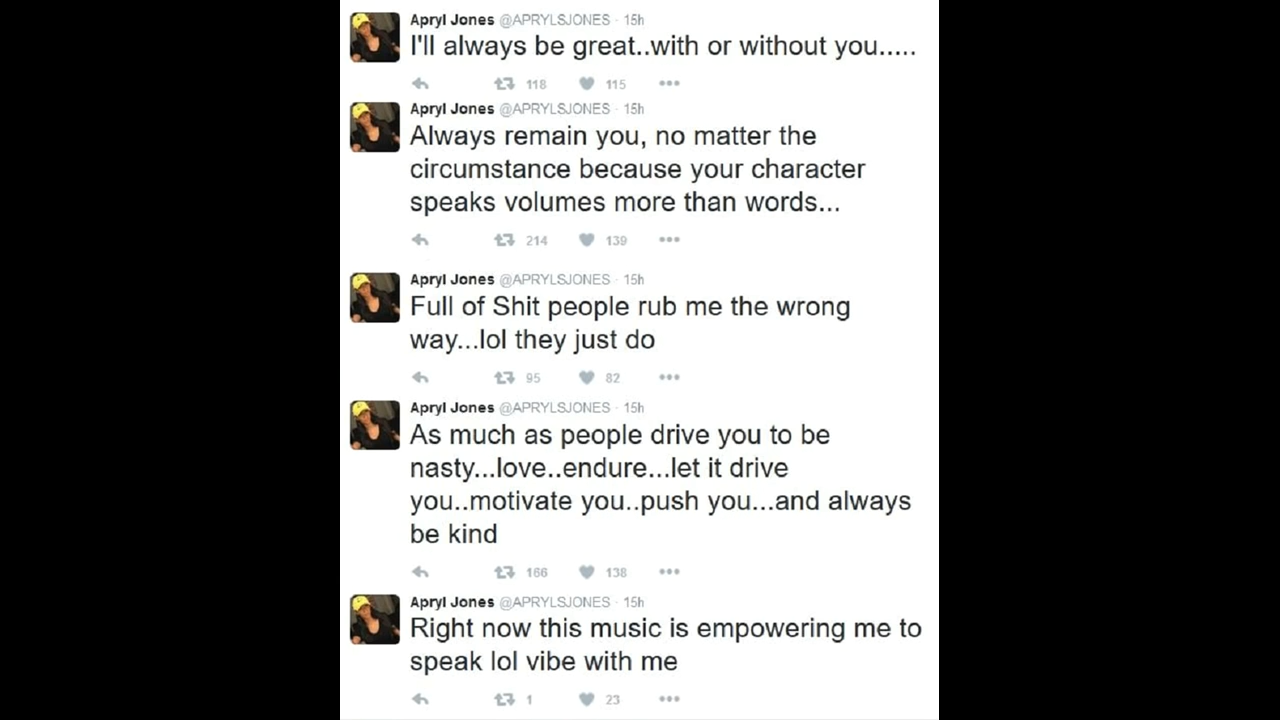 Apryl Jones @APRYLSJONES · 15h
I'll always be great..with or without you.....
118 115
Apryl Jones @APRYLSJONES · 15h
Always remain you, no matter the
circumstance because your character
speaks volumes more than words...
214 139
Apryl Jones @APRYLSJONES · 15h
Full of Shit people rub me the wrong
way...lol they just do
95 82
Apryl Jones @APRYLSJONES · 15h
As much as people drive you to be
nasty...love..endure...let it drive
you..motivate you..push you...and always
be kind
166 138
Apryl Jones @APRYLSJONES · 15h
Right now this music is empowering me to
speak lol vibe with me
1 23